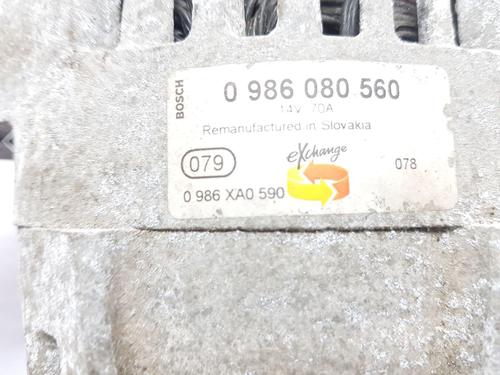 BOSCH
0 986 080 560
14V 70A
Remanufactured in Slovakia
079
eXchange
078
0 986 XA0 590